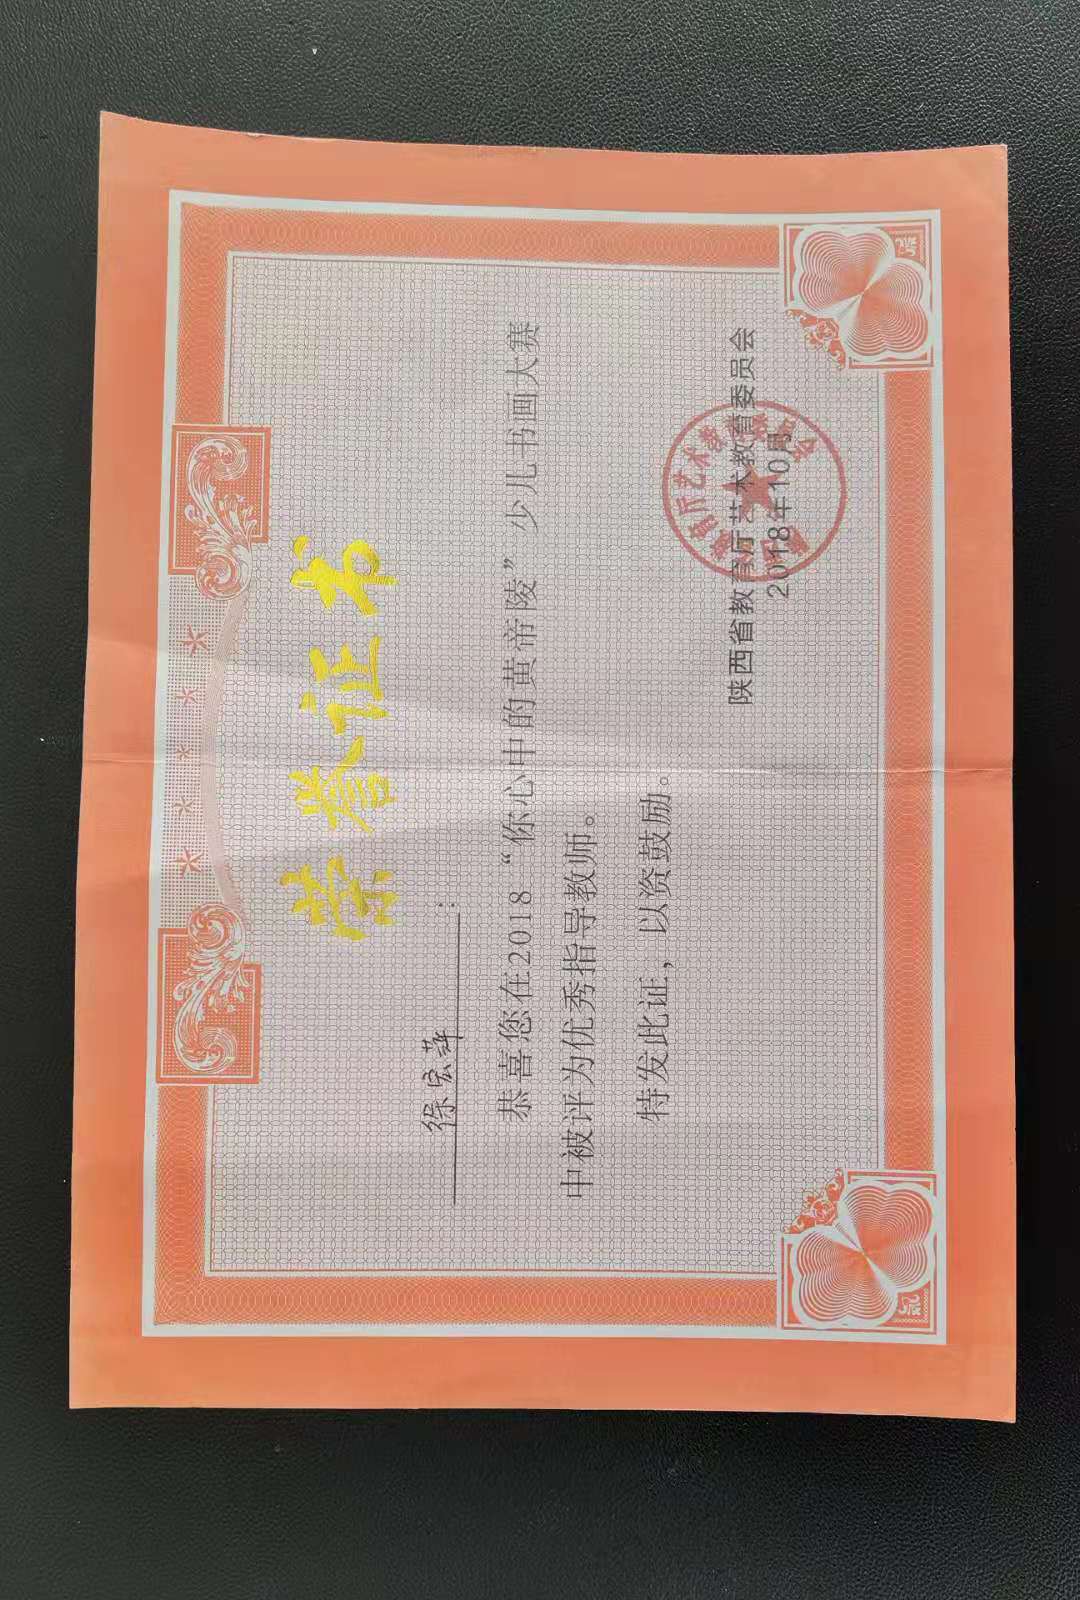 荣誉证书
徐宏萍：
恭喜您在2018“你心中的黄帝陵”少儿书画大赛
中被评为优秀指导教师。
特发此证，以资鼓励。
陕西省教育厅艺术教育委员会
2018年10月